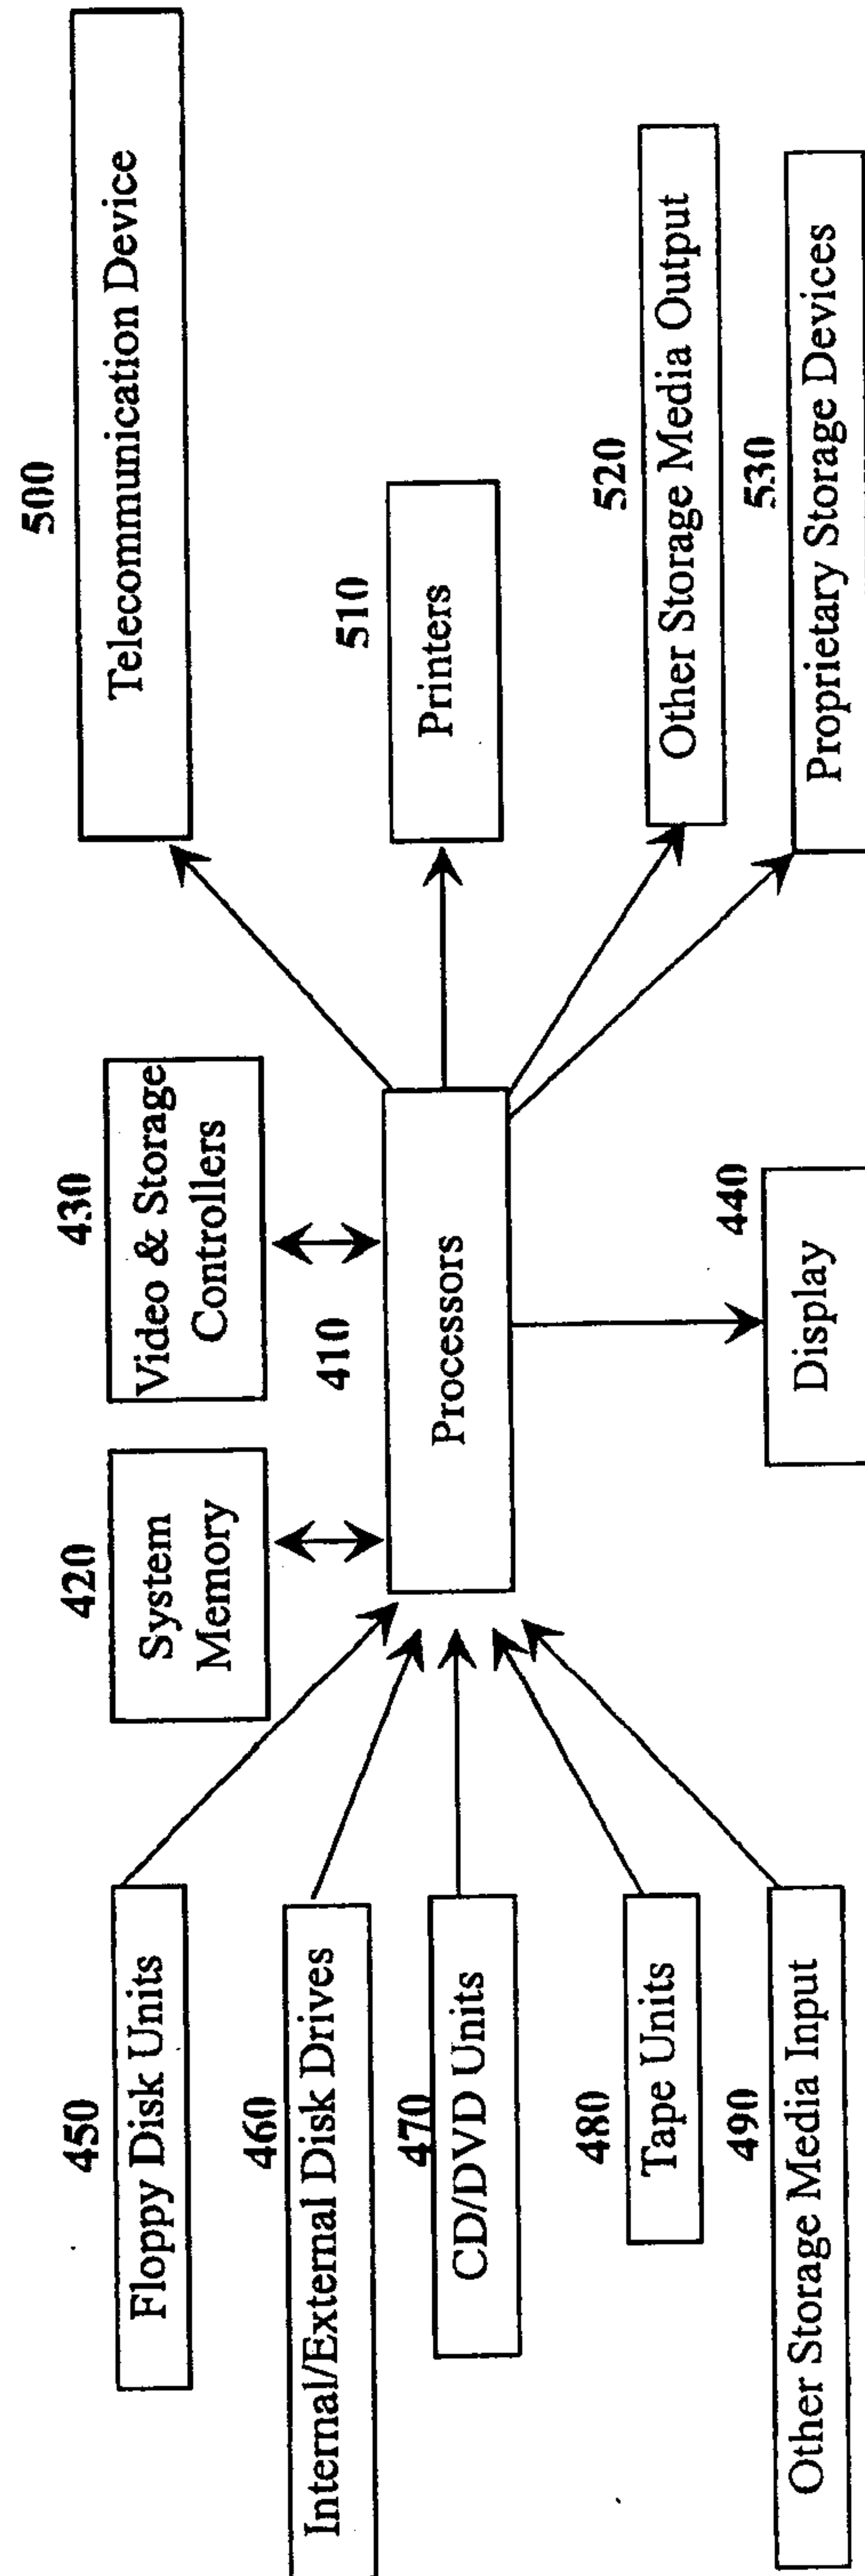 450
Floppy Disk Units
460
Internal/External Disk Drives
470
CD/DVD Units
480
Tape Units
490
Other Storage Media Input
420
System
Memory
430
Video & Storage
Controllers
410
Processors
440
Display
500
Telecommunication Device
510
Printers
520
Other Storage Media Output
530
Proprietary Storage Devices